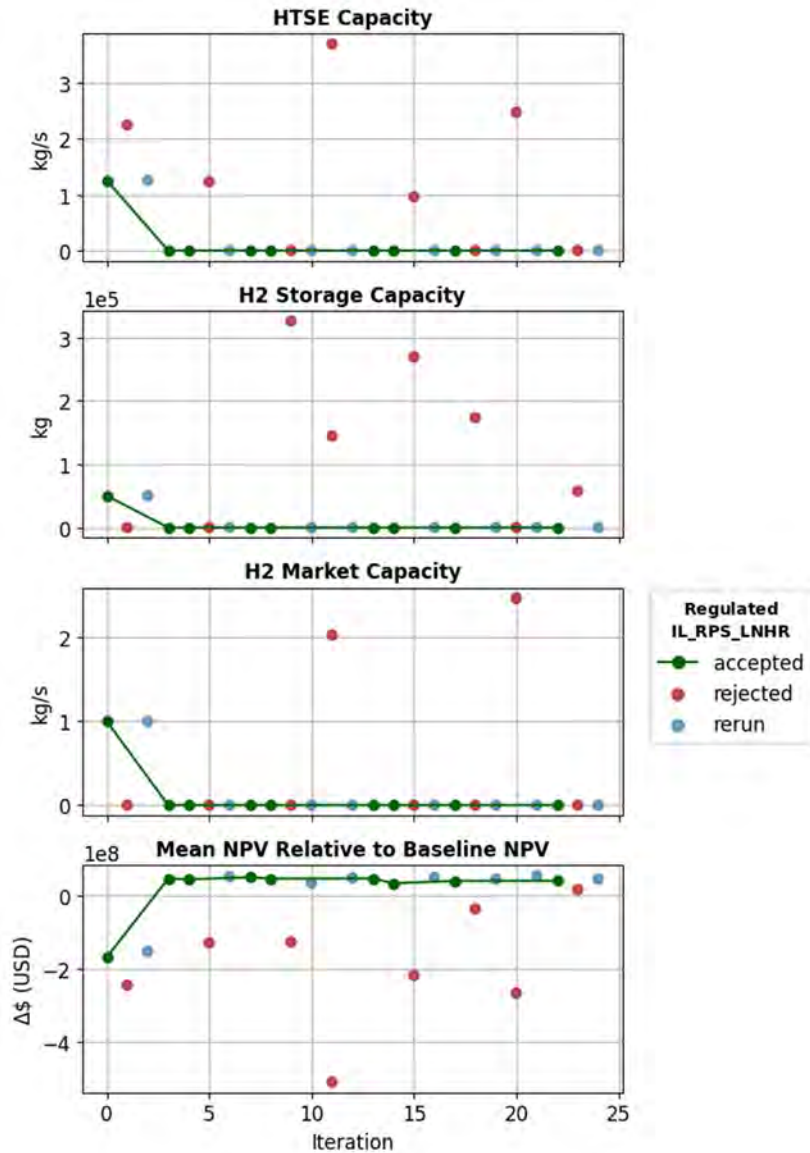 HTSE Capacity
3
2
1
0
kg/s
1e5
H2 Storage Capacity
3
2
1
0
kg
H2 Market Capacity
2
1
0
kg/s
Regulated
IL_RPS_LNHR
accepted
rejected
rerun
1e8
Mean NPV Relative to Baseline NPV
0
−2
−4
Δ$ (USD)
0 5 10 15 20 25
Iteration